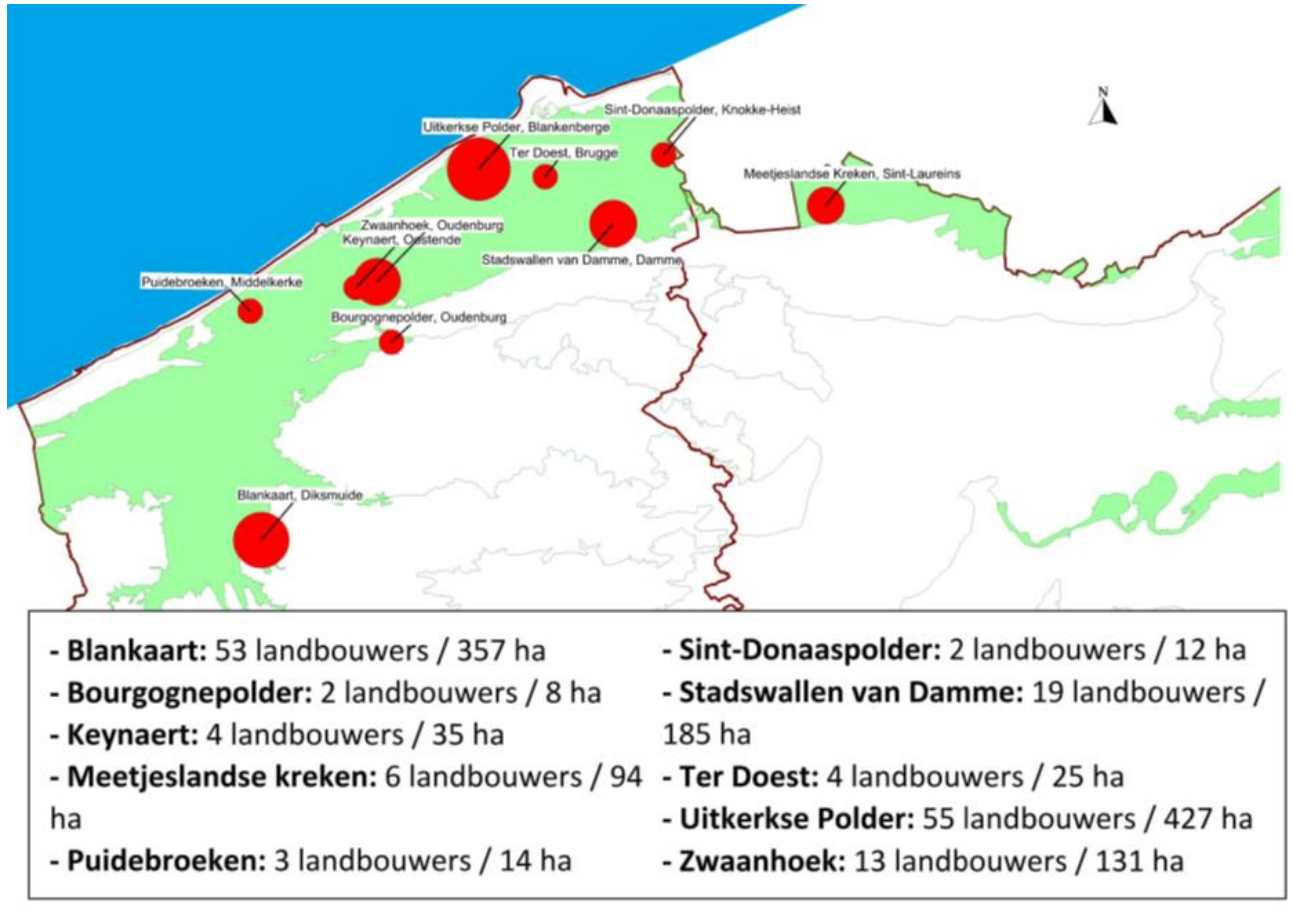 N
Sint-Donaaspolder, Knokke-Heist
Uitkerkse Polder, Blankenberge
Ter Doest, Brugge
Meetjeslandse Kreken, Sint-Laureins
Zwaanhoek, Oudenburg
Keynaert, Oostende
Stadswallen van Damme, Damme
Puidebroeken, Middelkerke
Bourgognepolder, Oudenburg
Blankaart, Diksmuide
- Blankaart: 53 landbouwers / 357 ha
- Bourgognepolder: 2 landbouwers / 8 ha
- Keynaert: 4 landbouwers / 35 ha
- Meetjeslandse kreken: 6 landbouwers / 94
ha
- Puidebroeken: 3 landbouwers / 14 ha
- Sint-Donaaspolder: 2 landbouwers / 12 ha
- Stadswallen van Damme: 19 landbouwers /
185 ha
- Ter Doest: 4 landbouwers / 25 ha
- Uitkerkse Polder: 55 landbouwers / 427 ha
- Zwaanhoek: 13 landbouwers / 131 ha